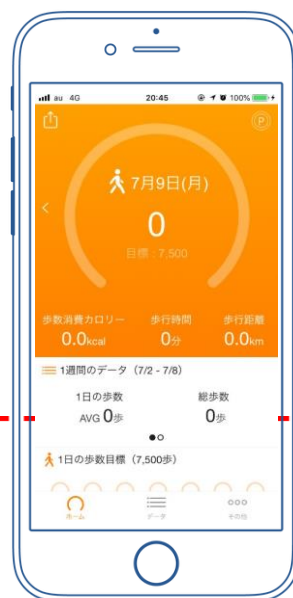 au 4G 20:45 100%
P
7月9日(月)
0
目標 : 7,500
歩数消費カロリー 歩行時間 歩行距離
0.0kcal 0分 0.0km
1週間のデータ（7/2 - 7/8）
1日の歩数 総歩数
AVG 0歩 0歩
1日の歩数目標（7,500歩）
ホーム データ その他